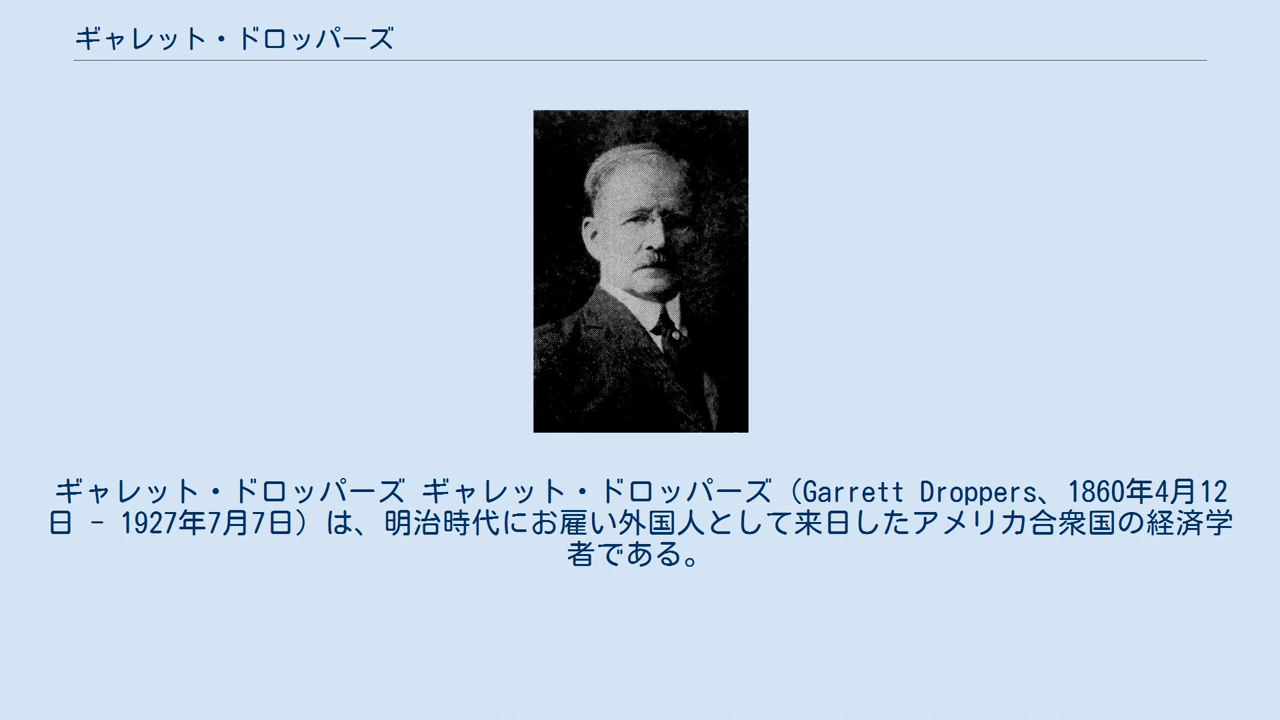 ギャレット・ドロッパーズ
ギャレット・ドロッパーズ ギャレット・ドロッパーズ（Garrett Droppers、1860年4月12
日 - 1927年7月7日）は、明治時代にお雇い外国人として来日したアメリカ合衆国の経済学
者である。